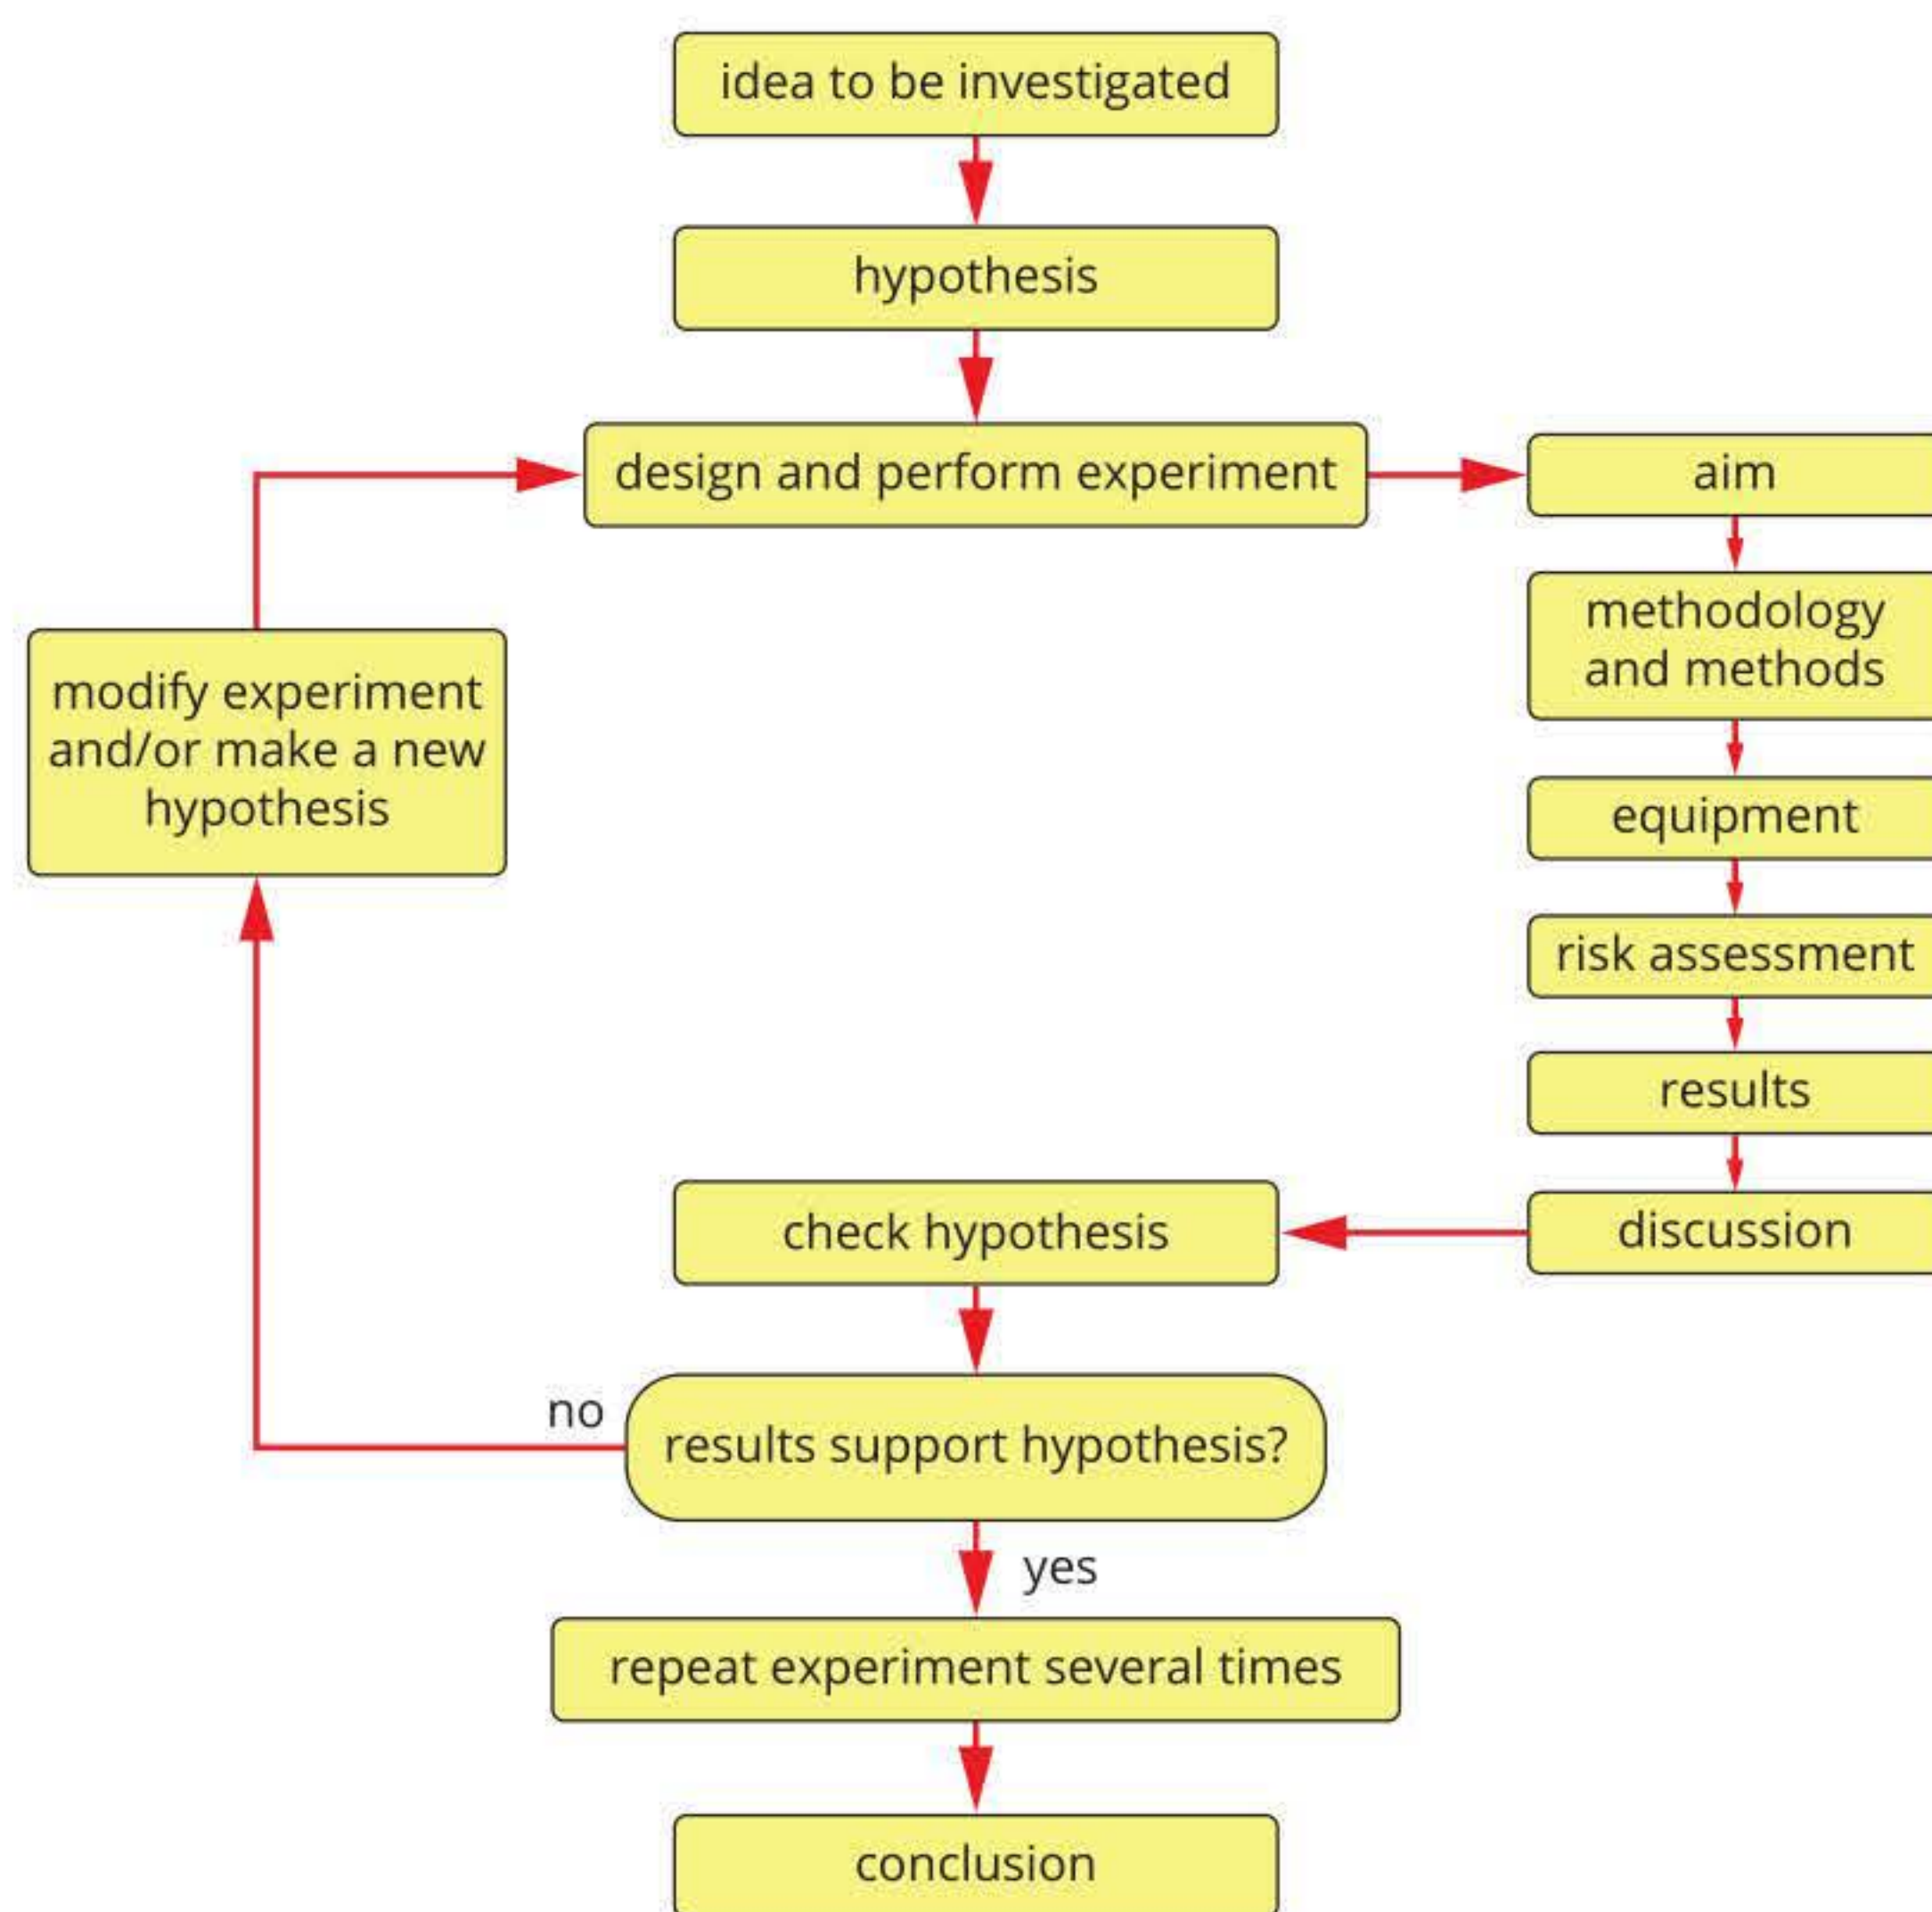 idea to be investigated
hypothesis
design and perform experiment
aim
methodology
and methods
equipment
risk assessment
results
discussion
check hypothesis
results support hypothesis?
no
modify experiment
and/or make a new
hypothesis
yes
repeat experiment several times
conclusion